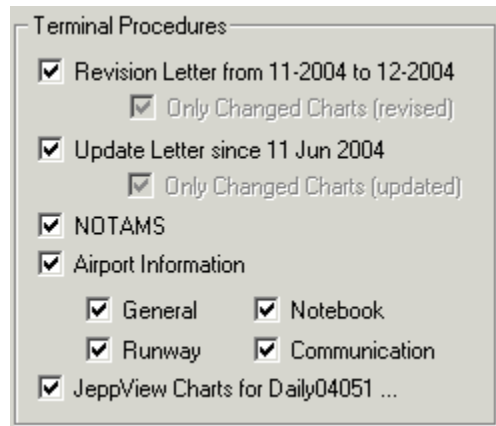 Terminal Procedures
Revision Letter from 11-2004 to 12-2004
Only Changed Charts (revised)
Update Letter since 11 Jun 2004
Only Changed Charts (updated)
NOTAMS
Airport Information
General Notebook
Runway Communication
JeppView Charts for Daily04051 ...